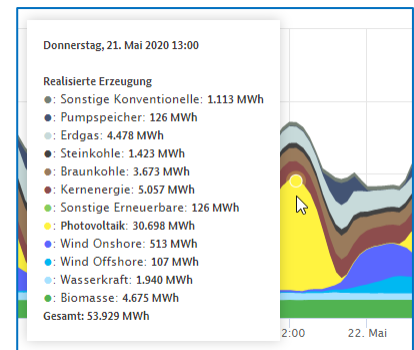 Donnerstag, 21. Mai 2020 13:00
Realisierte Erzeugung
: Sonstige Konventionelle: 1.113 MWh
: Pumpspeicher: 126 MWh
: Erdgas: 4.478 MWh
: Steinkohle: 1.423 MWh
: Braunkohle: 3.673 MWh
: Kernenergie: 5.057 MWh
: Sonstige Erneuerbare: 126 MWh
: Photovoltaik: 30.698 MWh
: Wind Onshore: 513 MWh
: Wind Offshore: 107 MWh
: Wasserkraft: 1.940 MWh
: Biomasse: 4.675 MWh
Gesamt: 53.929 MWh
2:00 22. Mai